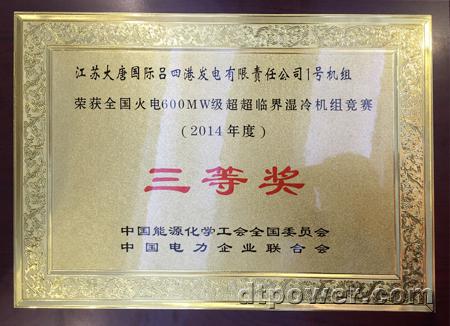 江苏大唐国际吕四港发电有限责任公司1号机组
荣获全国火电600MW级超超临界湿冷机组竞赛
(2014年度)
三等奖
中国能源化学工会全国委员会
中国电力企业联合会
dtpower.com